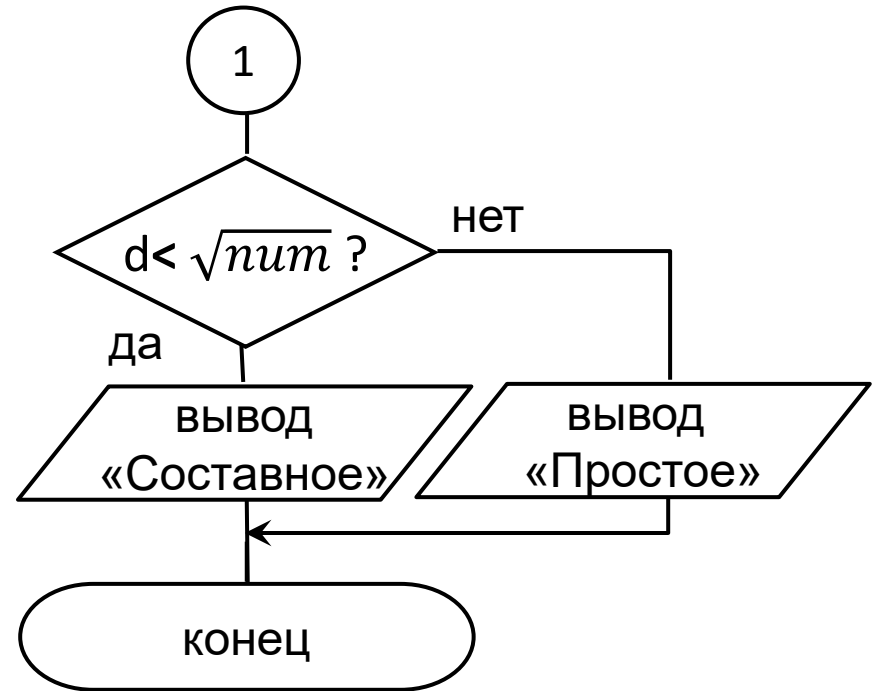 1
нет
d< √num ?
да
вывод
«Составное»
вывод
«Простое»
конец